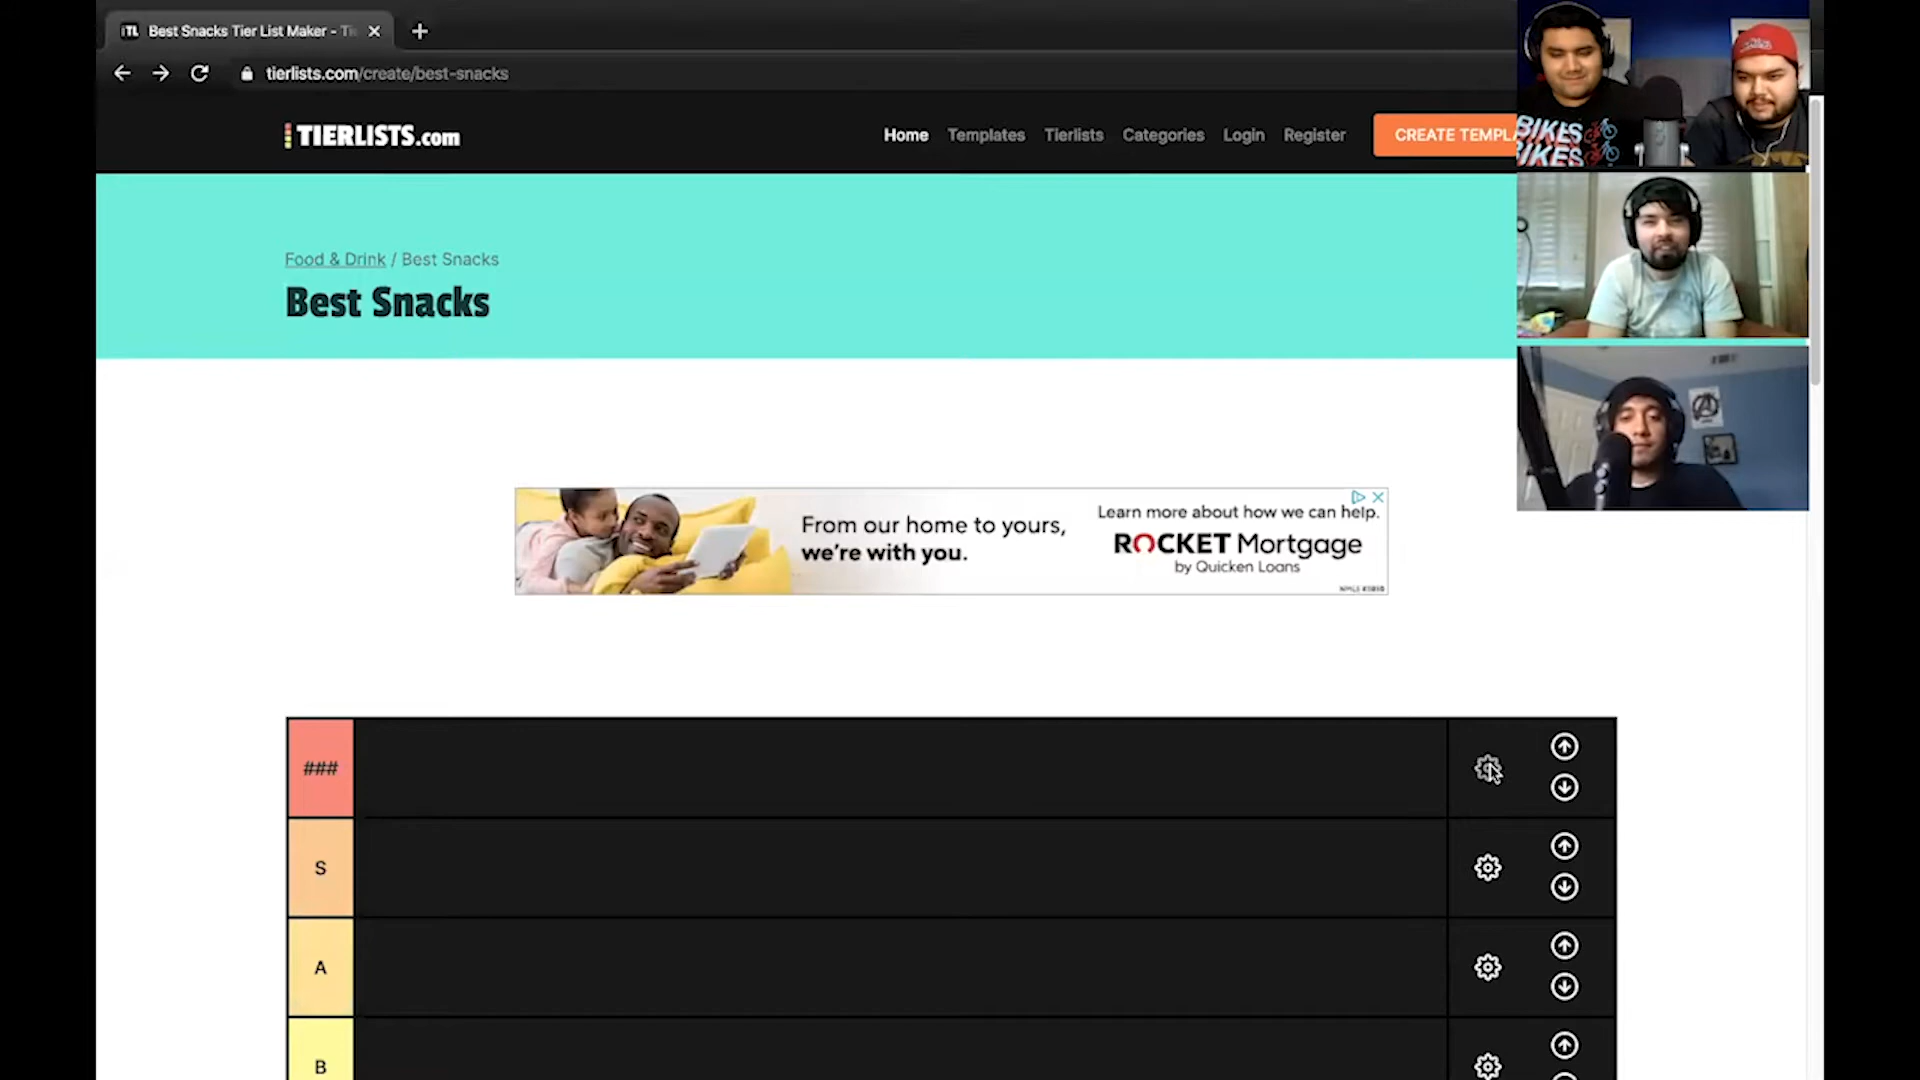 Best Snacks Tier List Maker - Ti
tierlists.com/create/best-snacks
TIERLISTS.com
Home Templates Tierlists Categories Login Register CREATE TEMPL
BIKES
BIKES
Food & Drink / Best Snacks
Best Snacks
From our home to yours,
we're with you.
Learn more about how we can help.
ROCKET Mortgage
by Quicken Loans
###
S
A
B